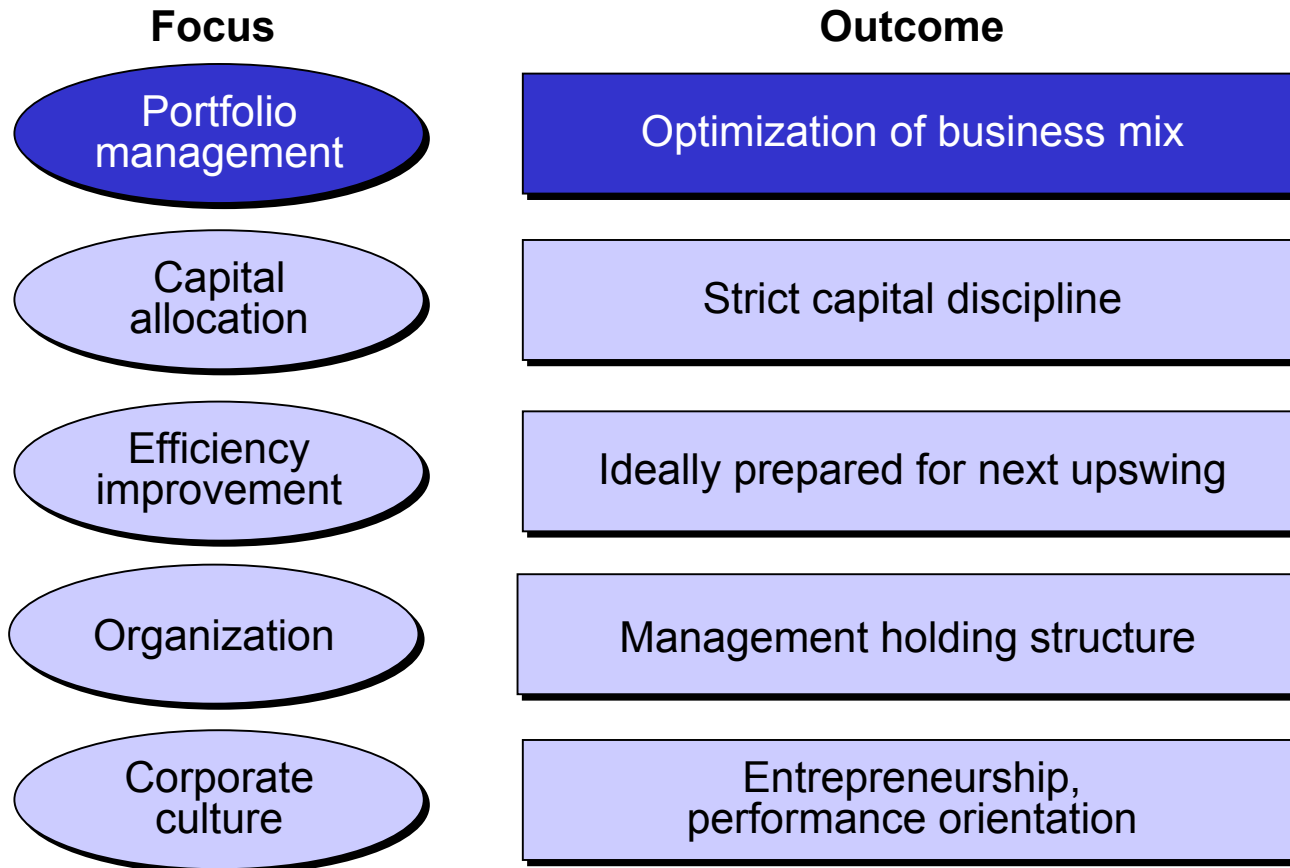 Focus
Outcome
Portfolio
management
Optimization of business mix
Capital
allocation
Strict capital discipline
Efficiency
improvement
Ideally prepared for next upswing
Organization
Management holding structure
Corporate
culture
Entrepreneurship,
performance orientation